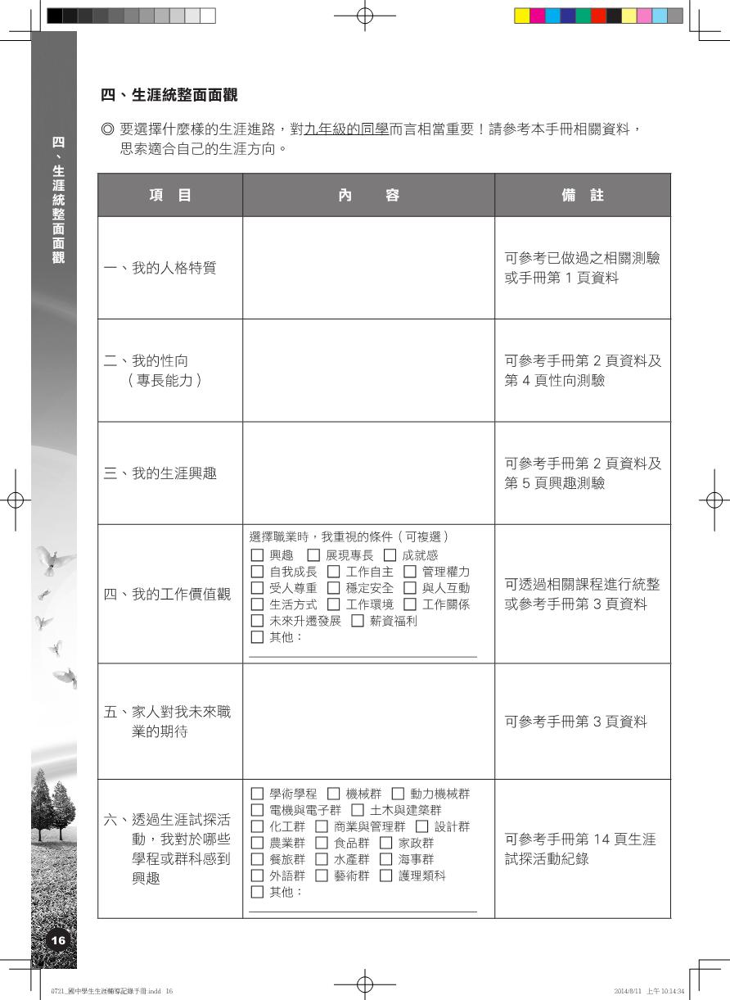 四、生涯統整面面觀
◎ 要選擇什麼樣的生涯進路，對九年級的同學而言相當重要！請參考本手冊相關資料，
思索適合自己的生涯方向。
四、生涯統整面面觀
項　目　內　容　備　註
一、我的人格特質
可參考已做過之相關測驗
或手冊第 1 頁資料
二、我的性向
（專長能力）
可參考手冊第 2 頁資料及
第 4 頁性向測驗
三、我的生涯興趣
可參考手冊第 2 頁資料及
第 5 頁興趣測驗
四、我的工作價值觀
選擇職業時，我重視的條件（可複選）
□ 興趣 □ 展現專長 □ 成就感
□ 自我成長 □ 工作自主 □ 管理權力
□ 受人尊重 □ 穩定安全 □ 與人互動
□ 生活方式 □ 工作環境 □ 工作關係
□ 未來升遷發展 □ 薪資福利
□ 其他：
可透過相關課程進行統整
或參考手冊第 3 頁資料
五、家人對我未來職
業的期待
可參考手冊第 3 頁資料
六、透過生涯試探活
動，我對於哪些
學程或群科感到
興趣
□ 學術學程 □ 機械群 □ 動力機械群
□ 電機與電子群 □ 土木與建築群
□ 化工群 □ 商業與管理群 □ 設計群
□ 農業群 □ 食品群 □ 家政群
□ 餐旅群 □ 水產群 □ 海事群
□ 外語群 □ 藝術群 □ 護理類科
□ 其他：
可參考手冊第 14 頁生涯
試探活動紀錄
16
0721_國中學生生涯輔導記錄手冊.indd 16
2014/8/11 上午 10:14:34